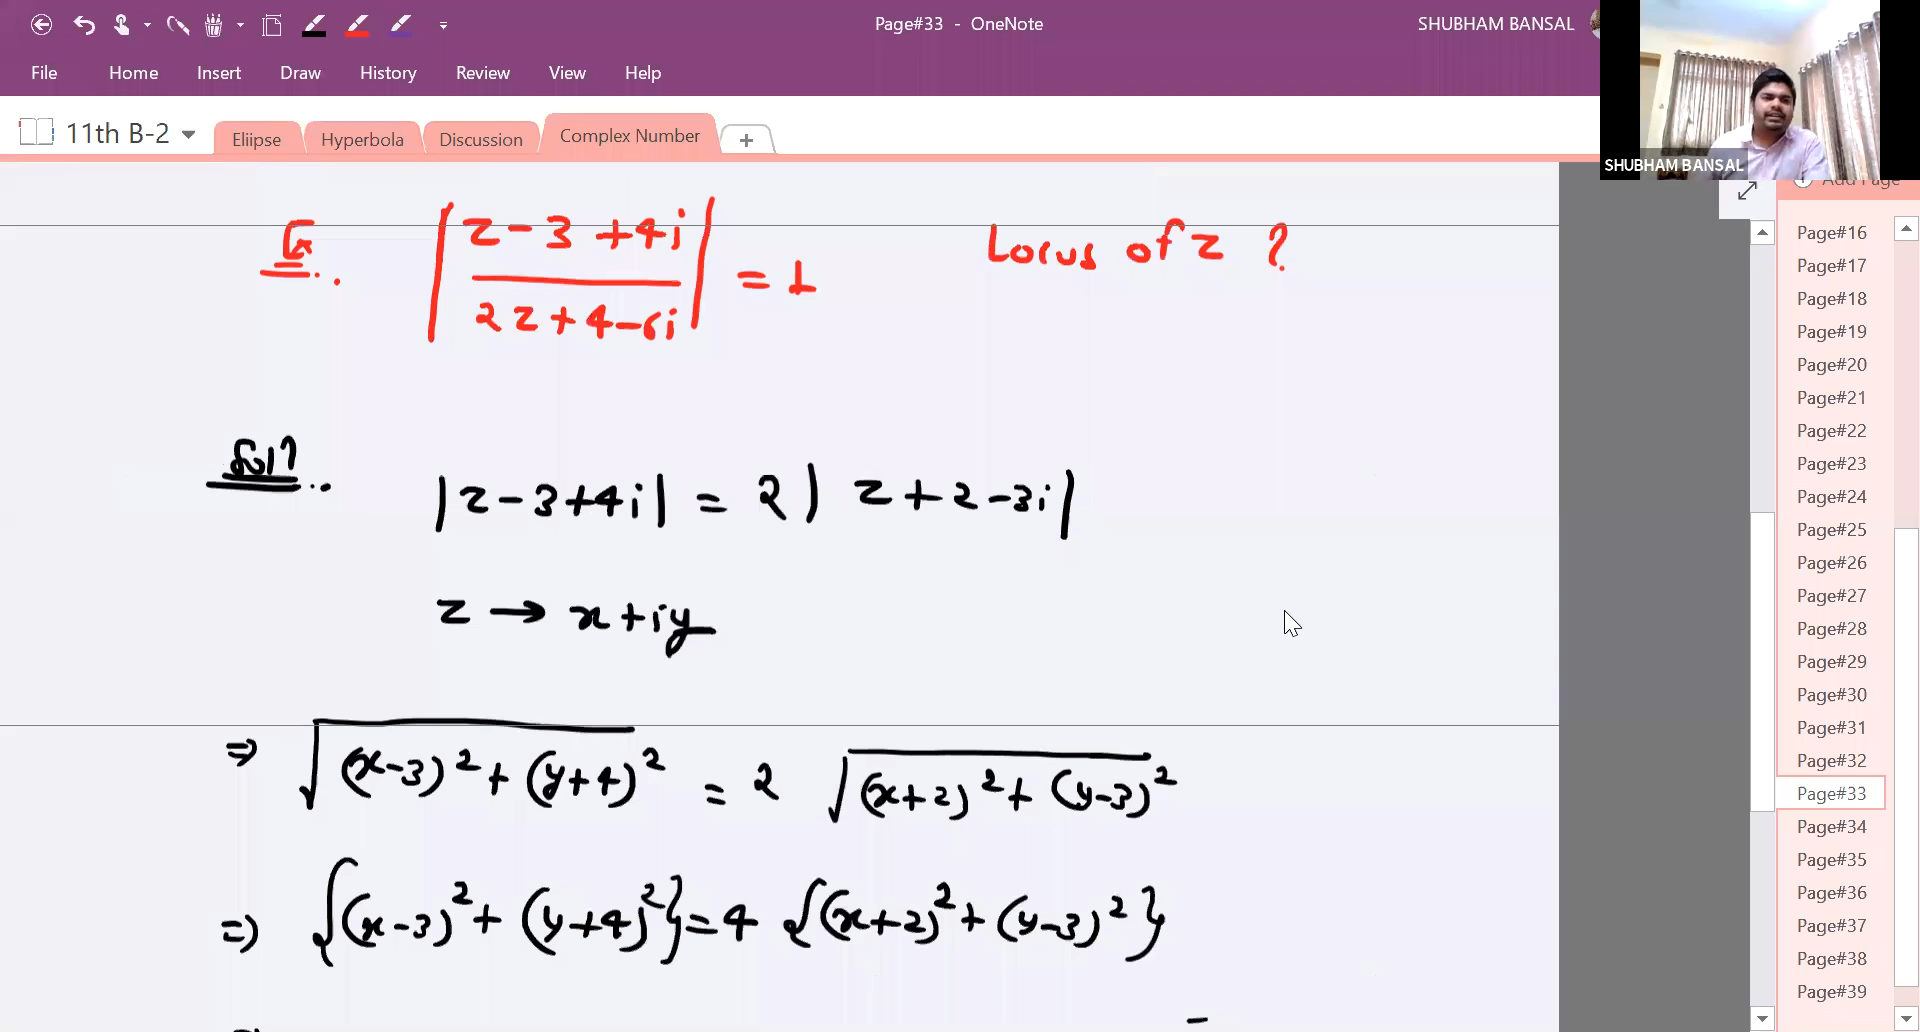 Page#33 - OneNote
SHUBHAM BANSAL
File Home Insert Draw History Review View Help
11th B-2
Eliipse
Hyperbola
Discussion
Complex Number
+
SHUBHAM BANSAL
Add Page
| (z - 3 + 4i) / (2z + 4 - 6i) | = 1
Locus of z ?
Sol?
|z - 3 + 4i| = 2 | z + 2 - 3i|
z → x + iy
⇒ √((x-3)² + (y+4)²) = 2 √((x+2)² + (y-3)²)
⇒ {(x-3)² + (y+4)²} = 4 {(x+2)² + (y-3)²}
Page#16
Page#17
Page#18
Page#19
Page#20
Page#21
Page#22
Page#23
Page#24
Page#25
Page#26
Page#27
Page#28
Page#29
Page#30
Page#31
Page#32
Page#33
Page#34
Page#35
Page#36
Page#37
Page#38
Page#39